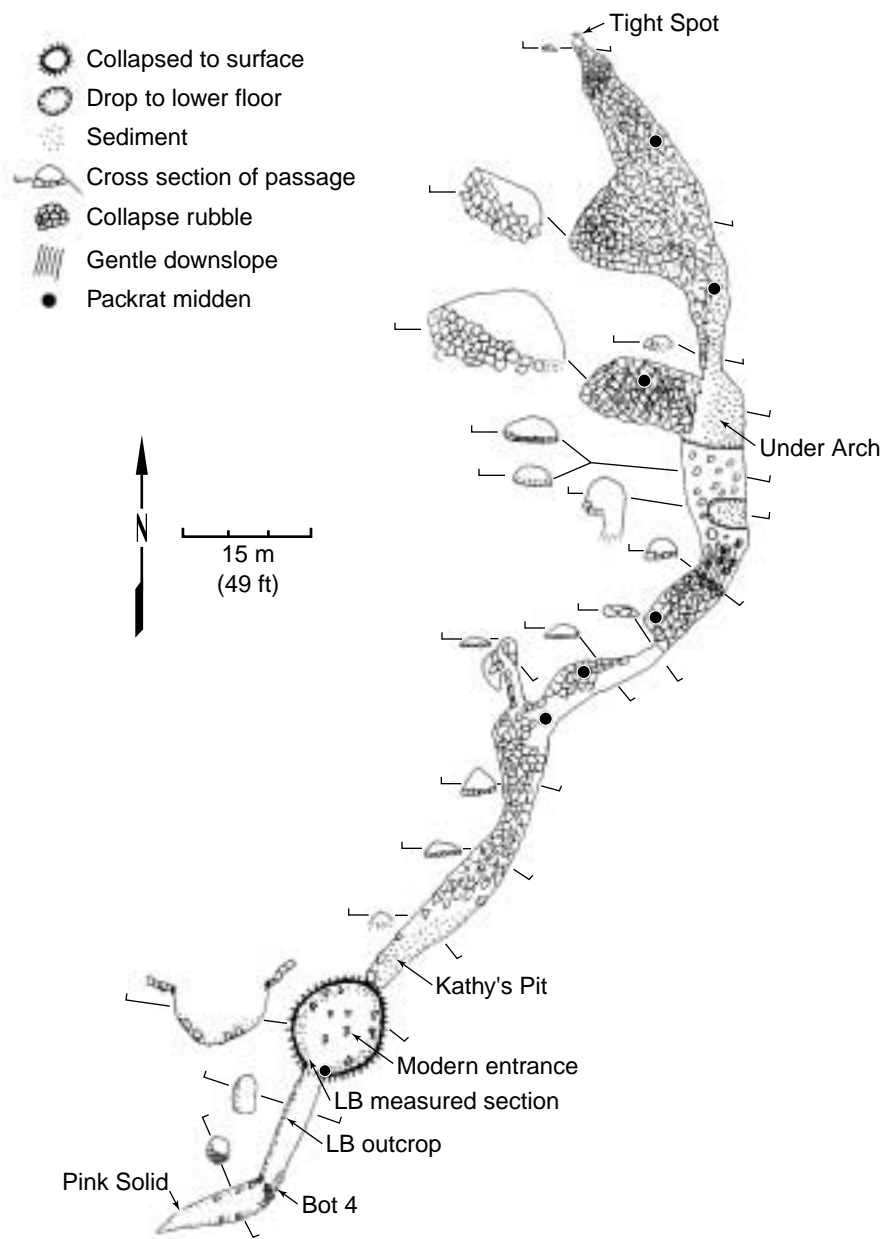 Tight Spot
Collapsed to surface
Drop to lower floor
Sediment
Cross section of passage
Collapse rubble
Gentle downslope
Packrat midden
Under Arch
N
15 m
(49 ft)
Kathy's Pit
Modern entrance
LB measured section
LB outcrop
Pink Solid
Bot 4